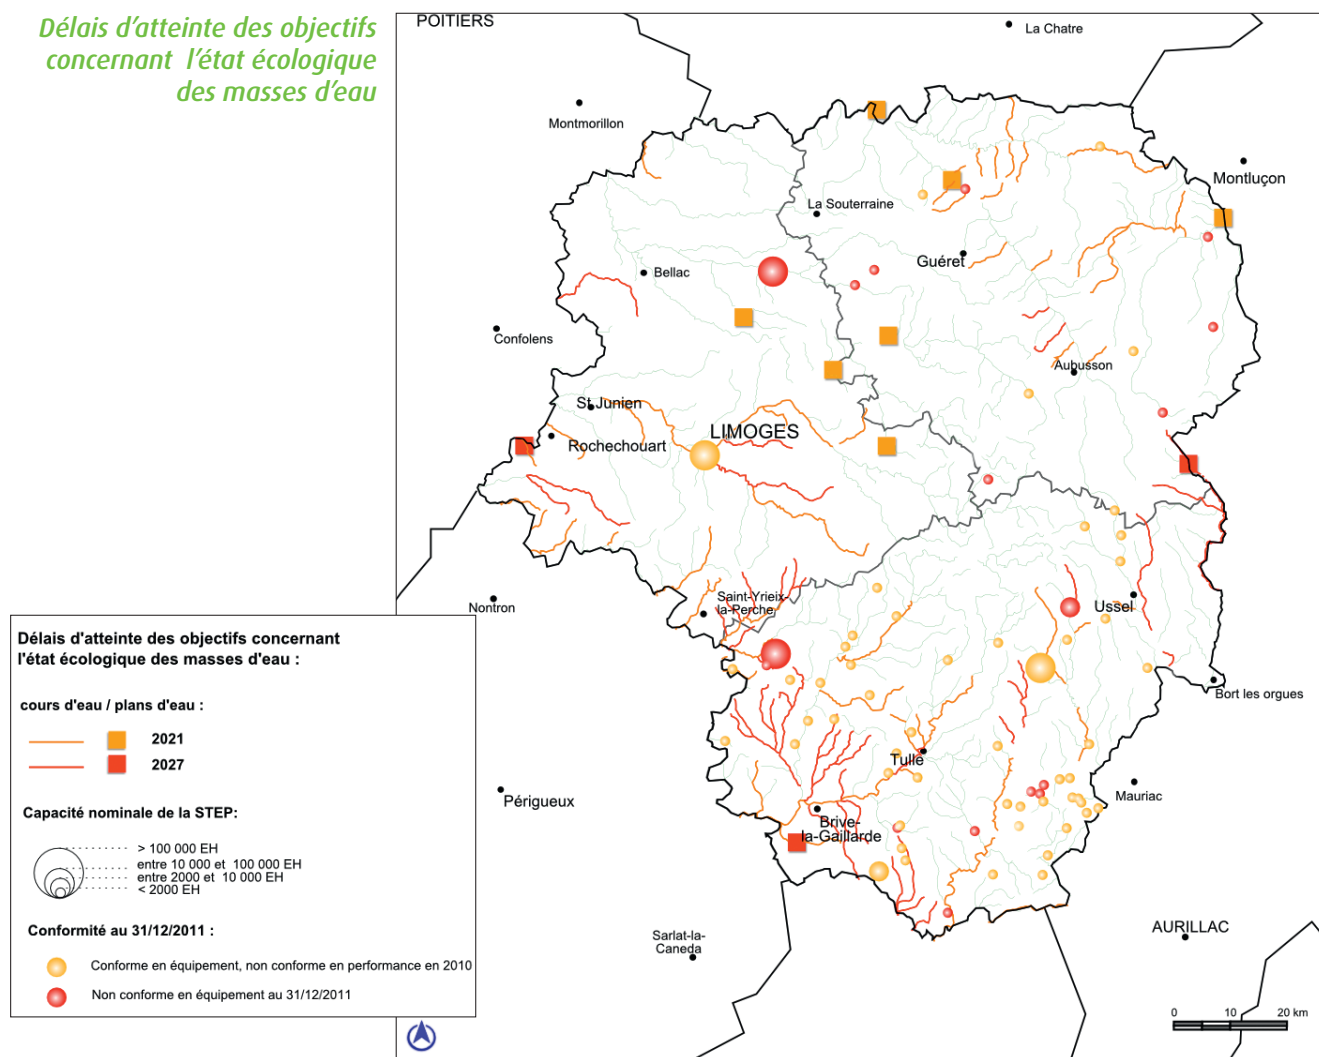 Délais d'atteinte des objectifs
concernant l'état écologique
des masses d'eau
POITIERS
La Chatre
Montmorillon
Montluçon
La Souterraine
Guéret
Bellac
Confolens
Aubusson
St Junien
LIMOGES
Rochechouart
Nontron
Saint-Yrieix-
la-Perche
Ussel
Bort les orgues
Tulle
Mauriac
Périgueux
Brive-
la-Gaillarde
AURILLAC
Sarlat-la-
Caneda
0 10 20 km
Délais d'atteinte des objectifs concernant
l'état écologique des masses d'eau :
cours d'eau / plans d'eau :
2021
2027
Capacité nominale de la STEP:
> 100 000 EH
entre 10 000 et 100 000 EH
entre 2000 et 10 000 EH
< 2000 EH
Conformité au 31/12/2011 :
Conforme en équipement, non conforme en performance en 2010
Non conforme en équipement au 31/12/2011